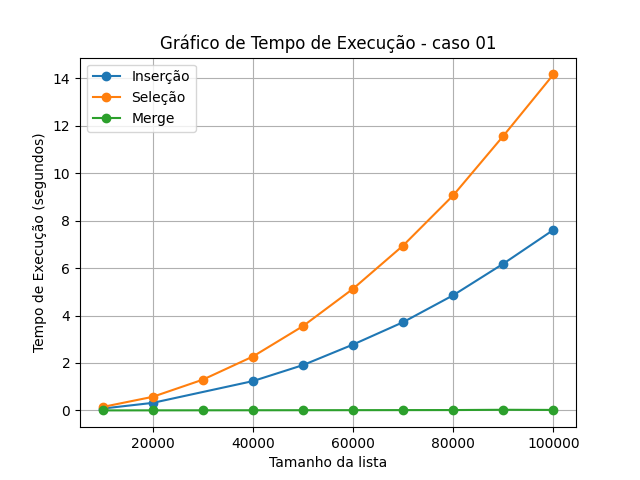 Gráfico de Tempo de Execução - caso 01
Inserção
Seleção
Merge
Tempo de Execução (segundos)
14
12
10
8
6
4
2
0
20000
40000
60000
80000
100000
Tamanho da lista